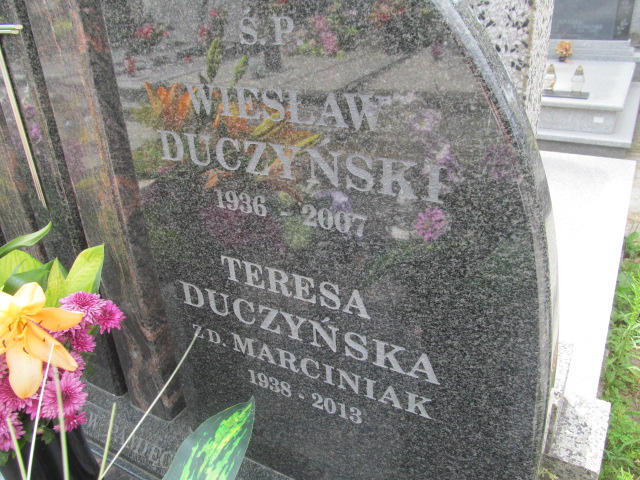 Ś.P.
WIESŁAW
DUCZYŃSKI
1936 - 2007
TERESA
DUCZYŃSKA
Z D. MARCINIAK
1938 - 2013